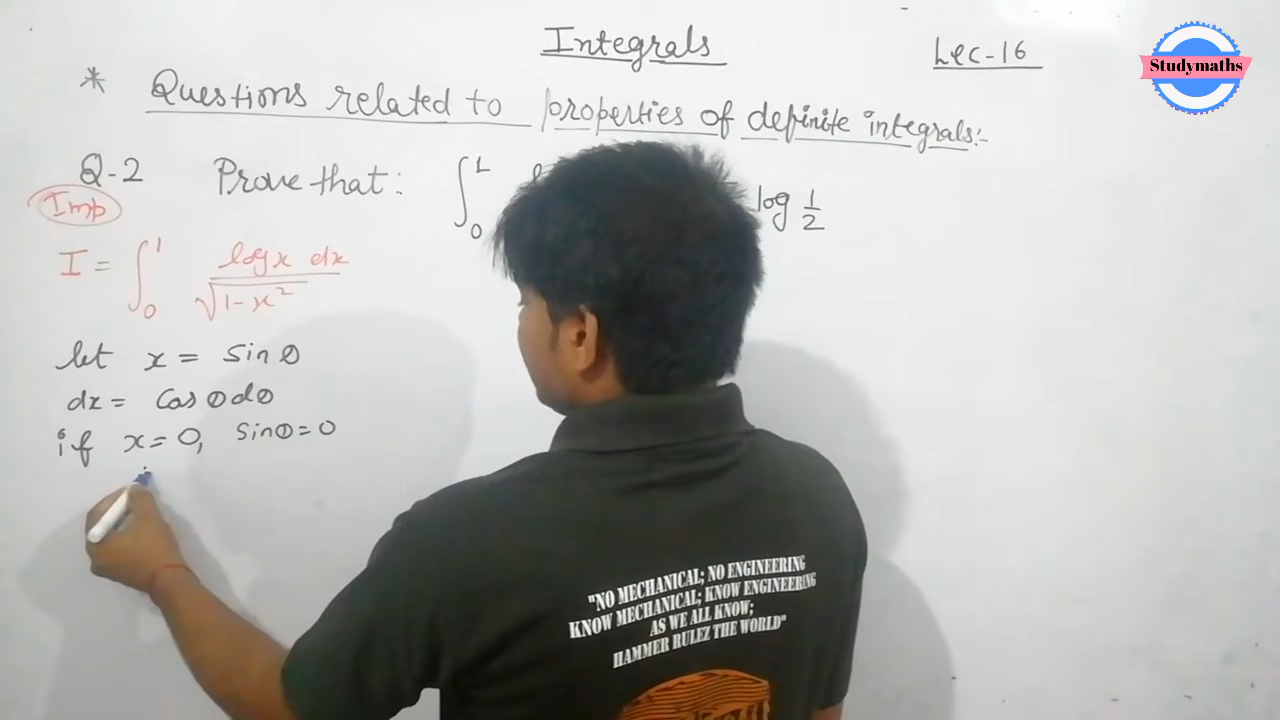 Integrals
Lec-16
Studymaths
* Questions related to properties of definite integrals:-
Q-2 Prove that: ∫₀¹ log 1/2
Imp
I = ∫₀¹ logx dx / √(1-x²)
let x = sin θ
dx = cos θ dθ
if x = 0, sin θ = 0
"NO MECHANICAL; NO ENGINEERING
KNOW MECHANICAL; KNOW ENGINEERING
AS WE ALL KNOW;
HAMMER RULEZ THE WORLD"